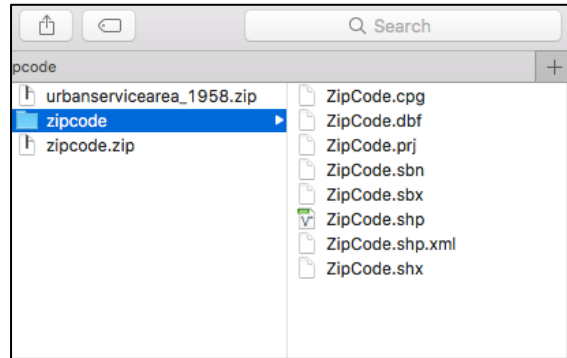 Search
pcode
+
urbanservicearea_1958.zip
zipcode
zipcode.zip
ZipCode.cpg
ZipCode.dbf
ZipCode.prj
ZipCode.sbn
ZipCode.sbx
ZipCode.shp
ZipCode.shp.xml
ZipCode.shx